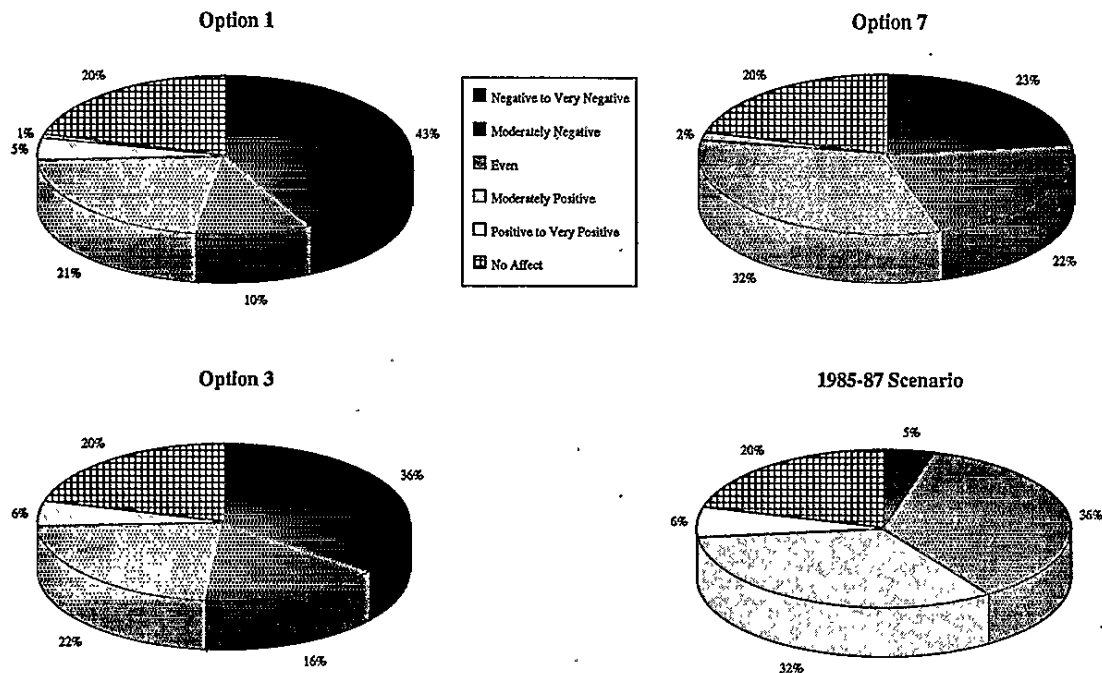 Option 1
20%
43%
1%
5%
21%
10%
Negative to Very Negative
Moderately Negative
Even
Moderately Positive
Positive to Very Positive
No Affect
Option 7
20%
23%
2%
32%
22%
Option 3
20%
36%
6%
22%
16%
1985-87 Scenario
20%
5%
36%
6%
32%